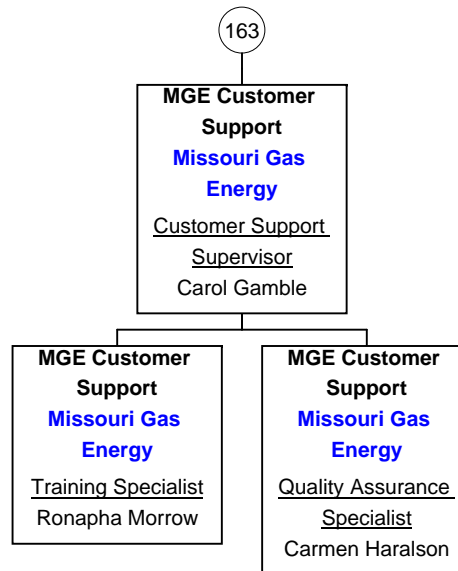 163
MGE Customer
Support
Missouri Gas
Energy
Customer Support
Supervisor
Carol Gamble
MGE Customer
Support
Missouri Gas
Energy
Training Specialist
Ronapha Morrow
MGE Customer
Support
Missouri Gas
Energy
Quality Assurance
Specialist
Carmen Haralson